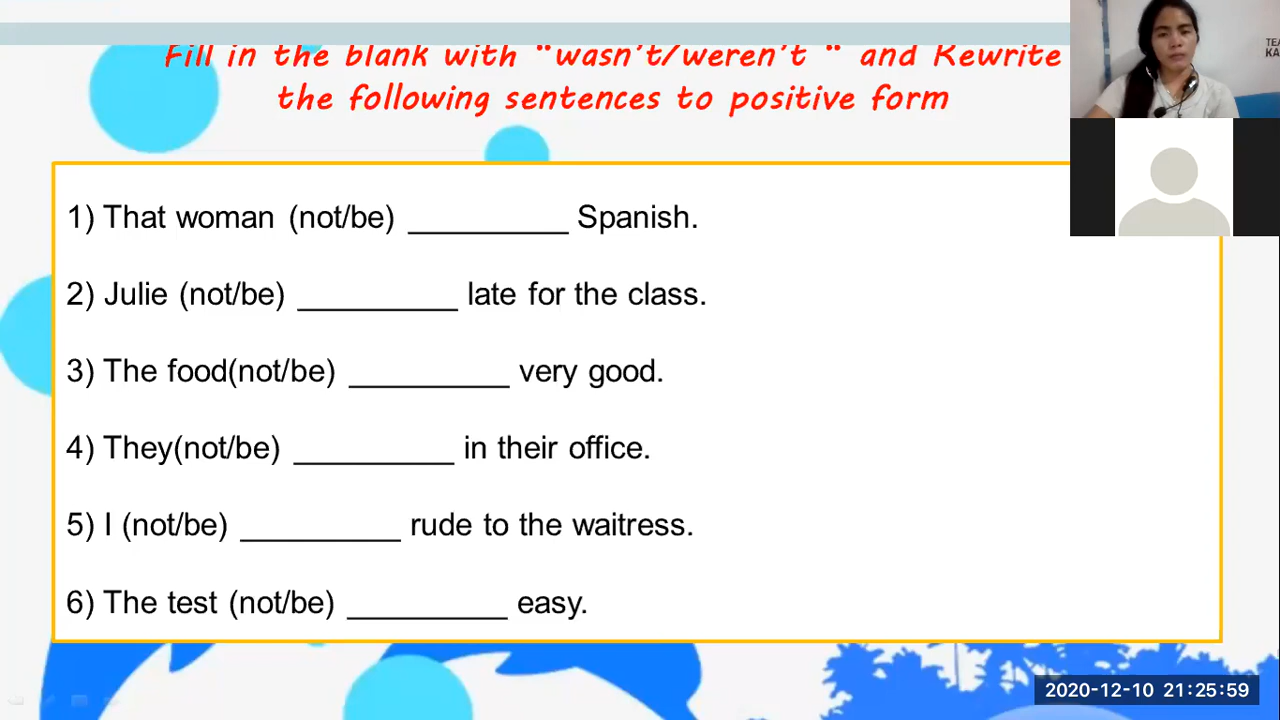 Fill in the blank with "wasn't/weren't " and Rewrite
the following sentences to positive form
1) That woman (not/be) __________ Spanish.
2) Julie (not/be) __________ late for the class.
3) The food(not/be) __________ very good.
4) They(not/be) __________ in their office.
5) I (not/be) __________ rude to the waitress.
6) The test (not/be) __________ easy.
2020-12-10 21:25:59